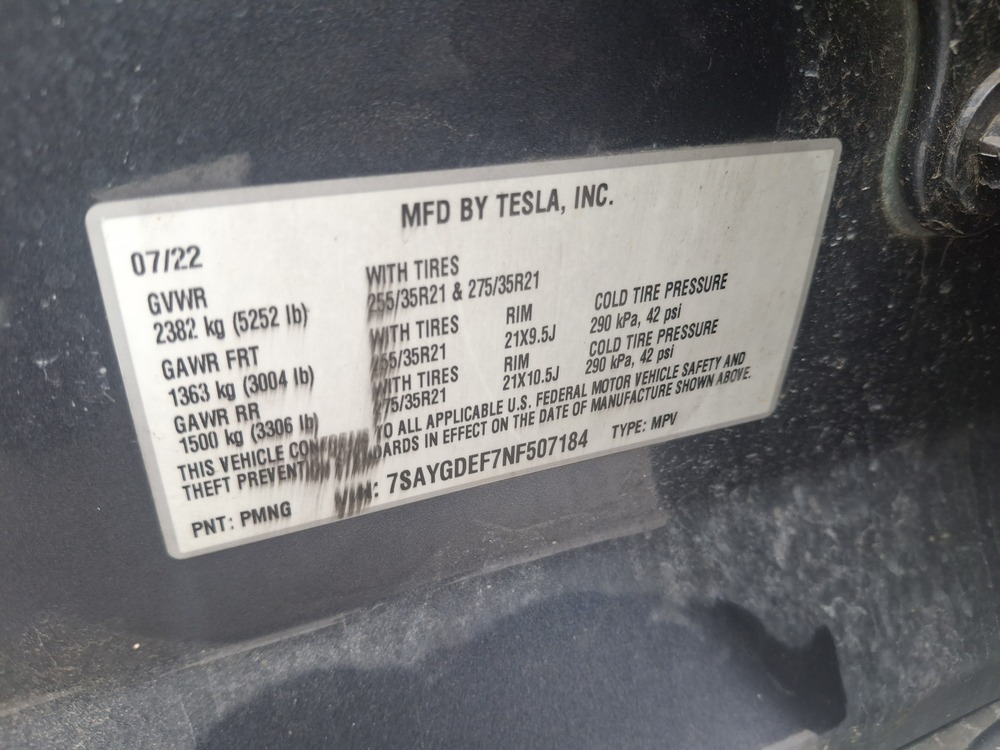 MFD BY TESLA, INC.
07/22
GVWR
2382 kg (5252 lb)
WITH TIRES
255/35R21 & 275/35R21
GAWR FRT
1363 kg (3004 lb)
WITH TIRES
255/35R21
RIM
21X9.5J
COLD TIRE PRESSURE
290 kPa, 42 psi
GAWR RR
1500 kg (3306 lb)
WITH TIRES
275/35R21
RIM
21X10.5J
COLD TIRE PRESSURE
290 kPa, 42 psi
THIS VEHICLE CONFORMS TO ALL APPLICABLE U.S. FEDERAL MOTOR VEHICLE SAFETY AND
THEFT PREVENTION STANDARDS IN EFFECT ON THE DATE OF MANUFACTURE SHOWN ABOVE.
PNT: PMNG
VIN: 7SAYGDEF7NF507184
TYPE: MPV